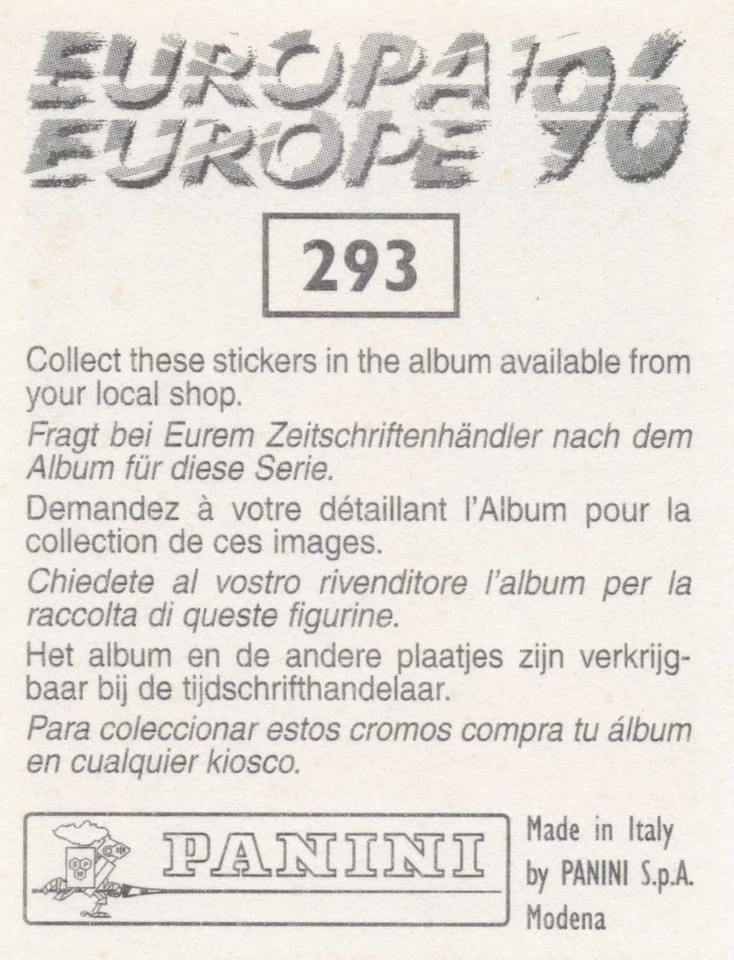 EUROPA
EUROPE '96
293
Collect these stickers in the album available from
your local shop.
Fragt bei Eurem Zeitschriftenhändler nach dem
Album für diese Serie.
Demandez à votre détaillant l'Album pour la
collection de ces images.
Chiedete al vostro rivenditore l'album per la
raccolta di queste figurine.
Het album en de andere plaatjes zijn verkrijg-
baar bij de tijdschrifthandelaar.
Para coleccionar estos cromos compra tu álbum
en cualquier kiosco.
PANINI
Made in Italy
by PANINI S.p.A.
Modena